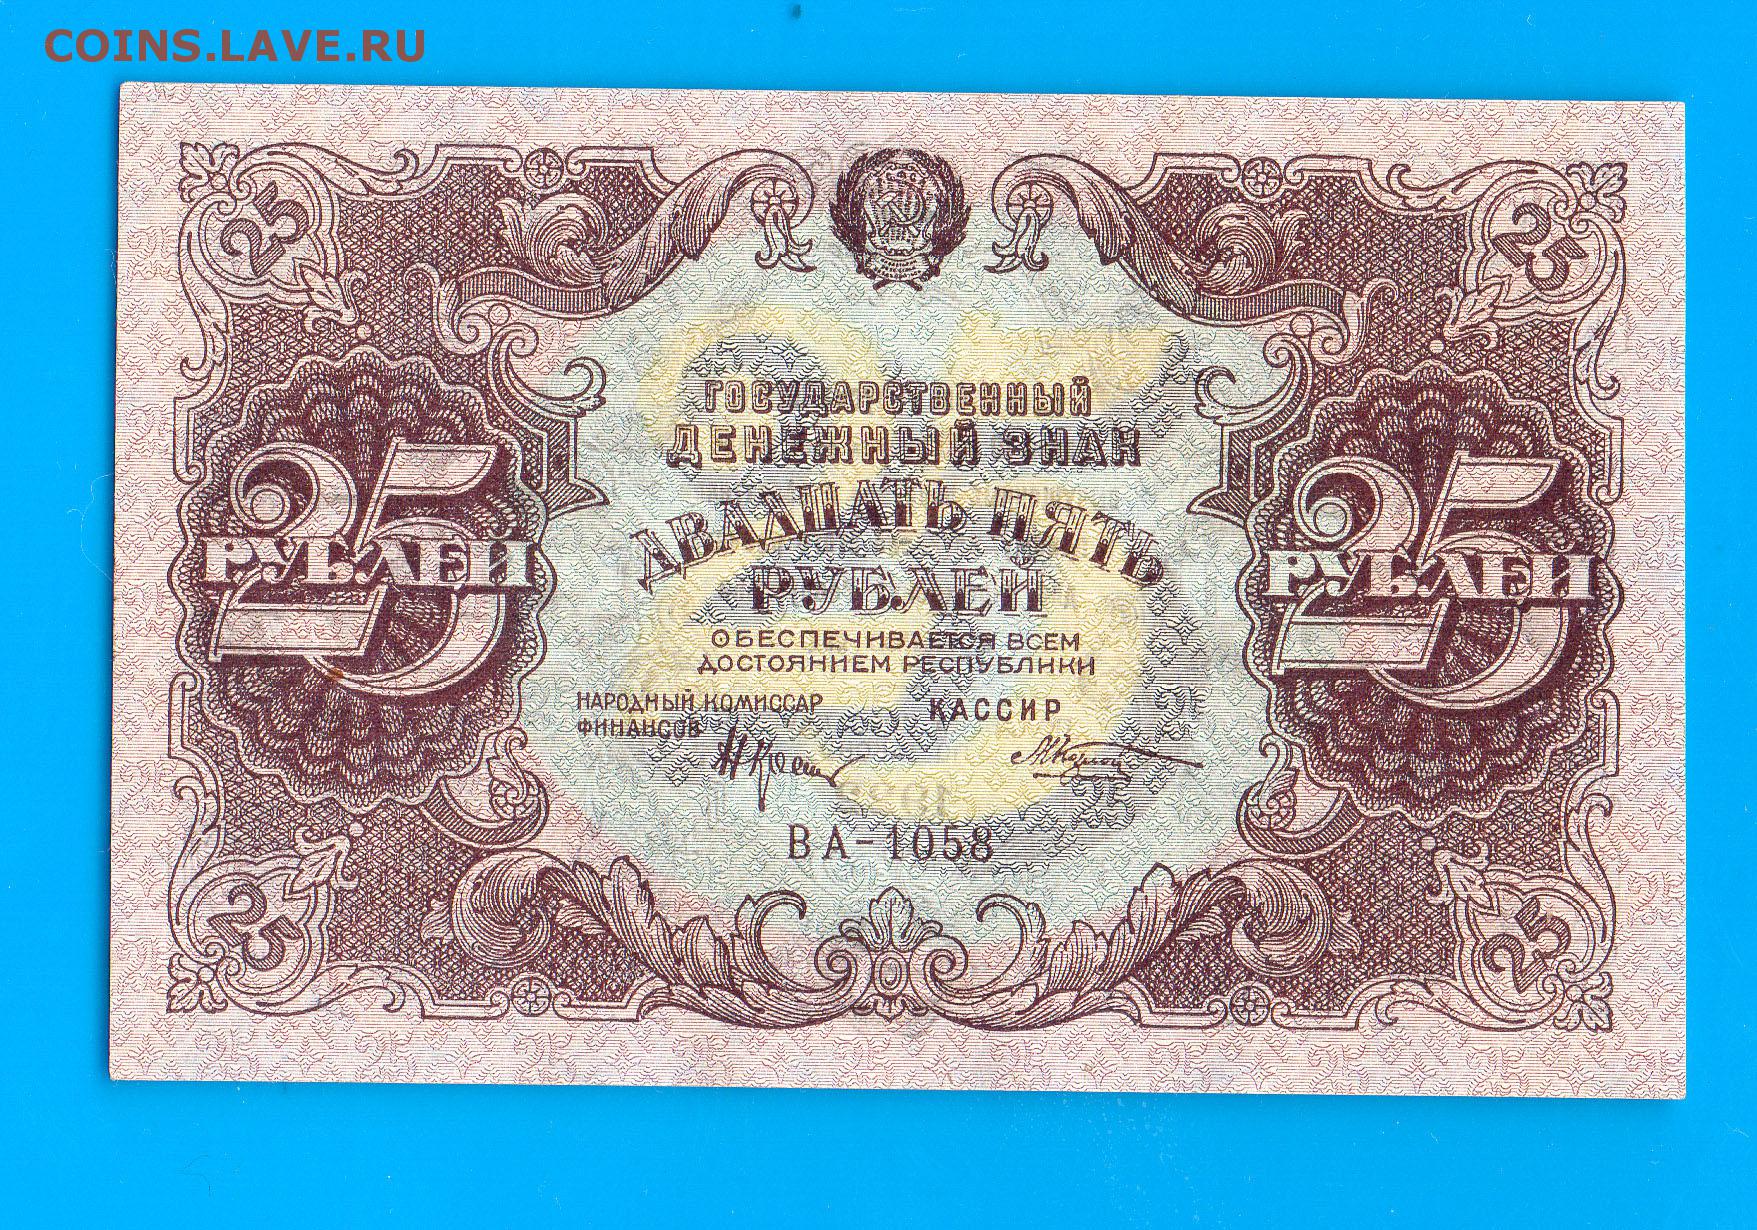 COINS.LAVE.RU
25
25
ГОСУДАРСТВЕННЫЙ
ДЕНЕЖНЫЙ ЗНАК
ДВАДЦАТЬ ПЯТЬ
РУБЛЕЙ
25
РУБЛЕЙ
25
РУБЛЕЙ
ОБЕСПЕЧИВАЕТСЯ ВСЕМ
ДОСТОЯНИЕМ РЕСПУБЛИКИ
НАРОДНЫЙ КОМИССАР
ФИНАНСОВ
КАССИР
ВА-1058
25
25